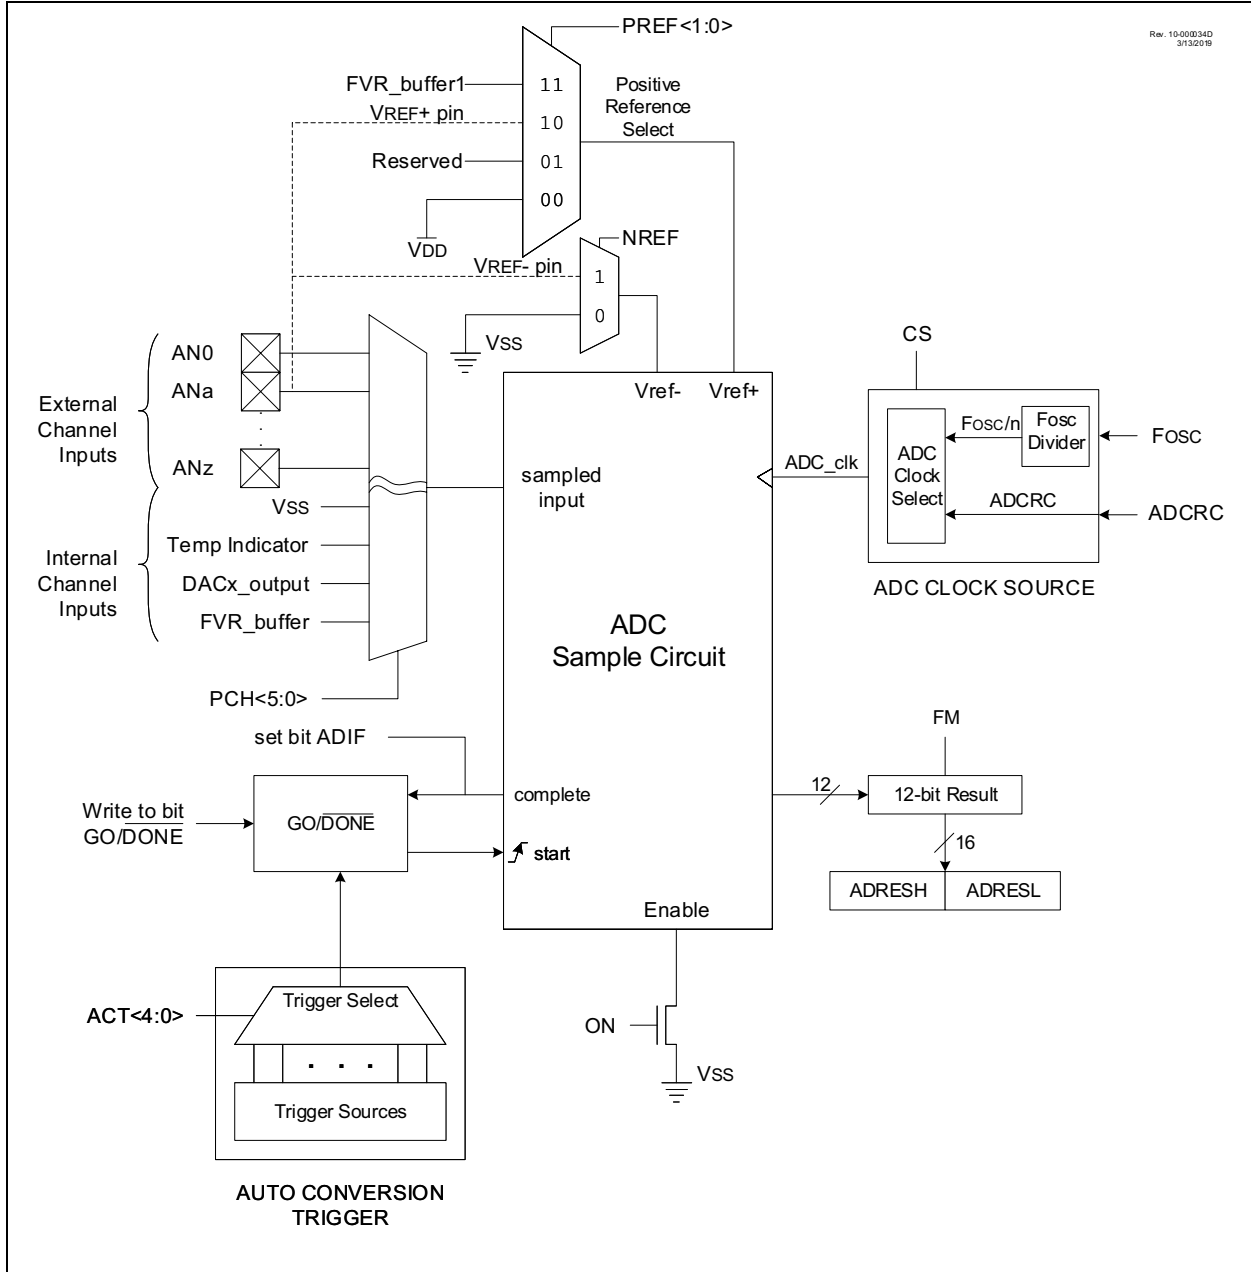 Rev. 10-000034D
3/13/2019
PREF<1:0>
FVR_buffer1
11
Positive
Reference
Select
VREF+ pin
10
Reserved
01
00
VDD
NREF
VREF- pin
1
0
VSS
AN0
ANa
ANz
External
Channel
Inputs
VSS
Temp Indicator
DACx_output
FVR_buffer
Internal
Channel
Inputs
PCH<5:0>
Vref-
Vref+
sampled
input
ADC_clk
CS
ADC
Clock
Select
FOSC/n
Fosc
Divider
FOSC
ADCRC
ADCRC
ADC CLOCK SOURCE
ADC
Sample Circuit
set bit ADIF
complete
Write to bit
GO/DONE
GO/DONE
start
Enable
FM
12
12-bit Result
16
ADRESH
ADRESL
ON
VSS
ACT<4:0>
Trigger Select
. . .
Trigger Sources
AUTO CONVERSION
TRIGGER